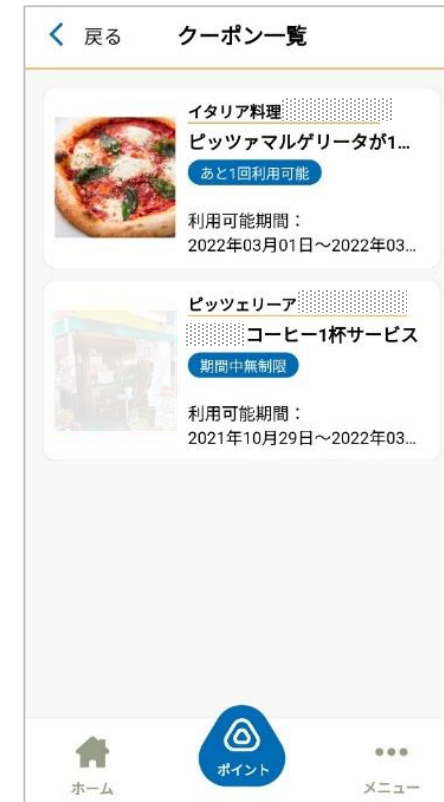 戻る
クーポン一覧
イタリア料理
ピッツァマルゲリータが1...
あと1回利用可能
利用可能期間：
2022年03月01日～2022年03...
ピッツェリーア
コーヒー1杯サービス
期間中無制限
利用可能期間：
2021年10月29日～2022年03...
ホーム
ポイント
メニュー